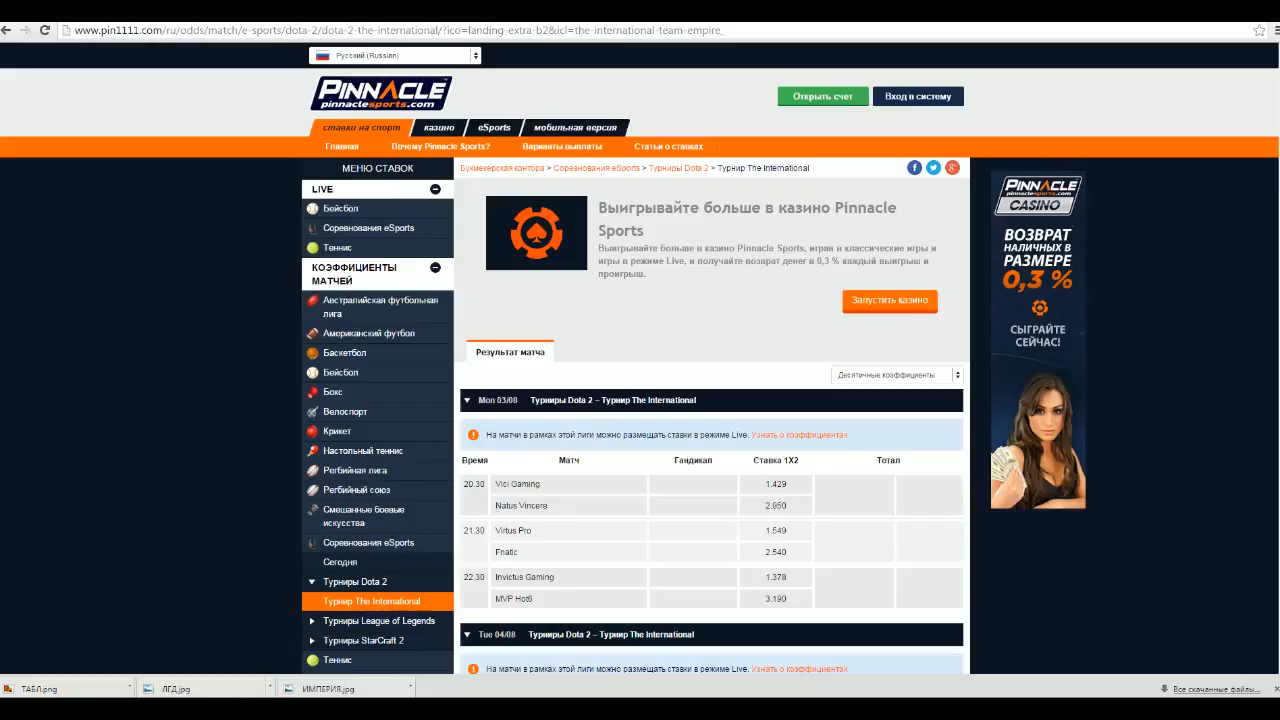 www.pin1111.com/ru/odds/match/e-sports/dota-2/dota-2-the-international/?ico=landing-extra-b2&icl=the-international-team-empire_
Русский (Russian)
PINNACLE
pinnaclesports.com
Открыть счет
Вход в систему
ставки на спорт
казино
eSports
мобильная версия
Главная
Почему Pinnacle Sports?
Варианты выплаты
Статьи о ставках
МЕНЮ СТАВОК
LIVE
Бейсбол
Соревнования eSports
Теннис
КОЭФФИЦИЕНТЫ
МАТЧЕЙ
Австралийская футбольная
лига
Американский футбол
Баскетбол
Бейсбол
Бокс
Велоспорт
Крикет
Настольный теннис
Регбийная лига
Регбийный союз
Смешанные боевые
искусства
Соревнования eSports
Сегодня
Турниры Dota 2
Турнир The International
Турниры League of Legends
Турниры StarCraft 2
Теннис
Букмекерская контора > Соревнования eSports > Турниры Dota 2 > Турнир The International
Выигрывайте больше в казино Pinnacle
Sports
Выигрывайте больше в казино Pinnacle Sports, играя в классические игры и
игры в режиме Live, и получайте возврат денег в 0,3 % каждый выигрыш и
проигрыш.
Запустить казино
Результат матча
Десятичные коэффициенты
Mon 03/08 Турниры Dota 2 – Турнир The International
На матчи в рамках этой лиги можно размещать ставки в режиме Live. Узнать о коэффициентах
Время Матч Гандикап Ставка 1X2 Тотал
20.30 Vici Gaming 1.429
Natus Vincere 2.950
21.30 Virtus Pro 1.549
Fnatic 2.540
22.30 Invictus Gaming 1.378
MVP Hot6 3.190
Tue 04/08 Турниры Dota 2 – Турнир The International
На матчи в рамках этой лиги можно размещать ставки в режиме Live. Узнать о коэффициентах
PINNACLE
pinnaclesports.com
CASINO
ВОЗВРАТ
НАЛИЧНЫХ В
РАЗМЕРЕ
0,3 %
СЫГРАЙТЕ
СЕЙЧАС!
ТАБЛ.png
ЛГД.jpg
ИМПЕРИЯ.jpg
Все скачанные файлы...